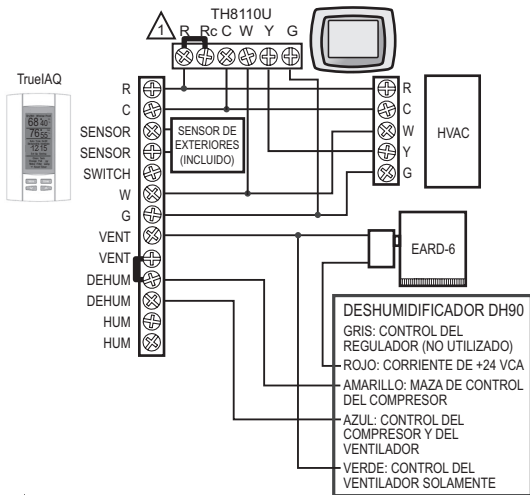 TH8110U
1 R Rc C W Y G
TrueIAQ
R
C
SENSOR
SENSOR
SWITCH
W
G
VENT
VENT
DEHUM
DEHUM
HUM
HUM
SENSOR DE
EXTERIORES
(INCLUIDO)
R
C
W
Y
G
HVAC
EARD-6
DESHUMIDIFICADOR DH90
GRIS: CONTROL DEL
REGULADOR (NO UTILIZADO)
ROJO: CORRIENTE DE +24 VCA
AMARILLO: MAZA DE CONTROL
DEL COMPRESOR
AZUL: CONTROL DEL
COMPRESOR Y DEL
VENTILADOR
VERDE: CONTROL DEL
VENTILADOR SOLAMENTE